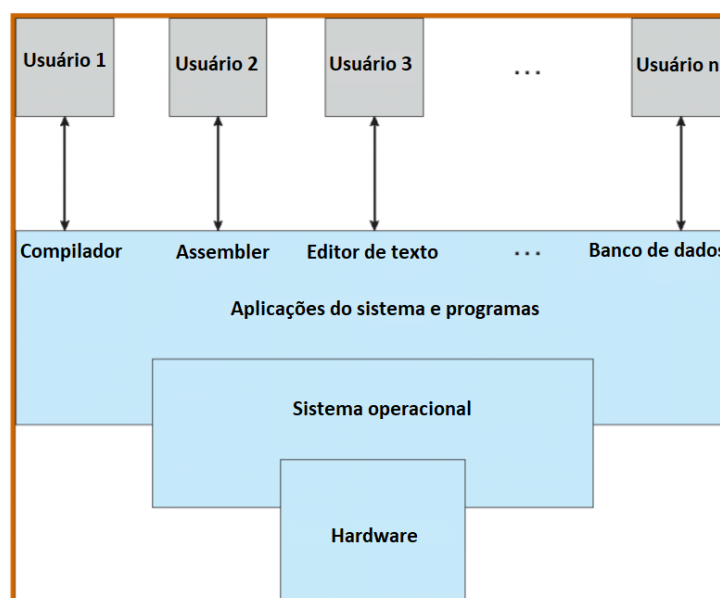 Usuário 1
Usuário 2
Usuário 3
...
Usuário n
Compilador
Assembler
Editor de texto
...
Banco de dados
Aplicações do sistema e programas
Sistema operacional
Hardware